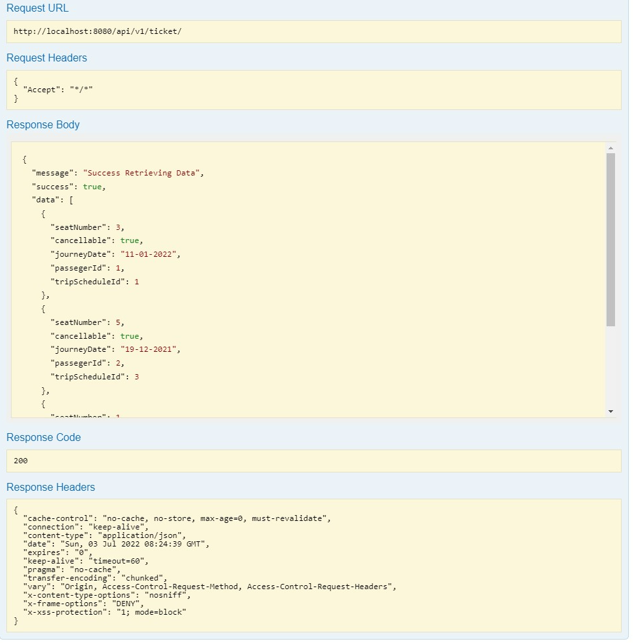 Request URL
http://localhost:8080/api/v1/ticket/
Request Headers
{
  "Accept": "*/*"
}
Response Body
{
  "message": "Success Retrieving Data",
  "success": true,
  "data": [
    {
      "seatNumber": 3,
      "cancellable": true,
      "journeyDate": "11-01-2022",
      "passegerId": 1,
      "tripScheduleId": 1
    },
    {
      "seatNumber": 5,
      "cancellable": true,
      "journeyDate": "19-12-2021",
      "passegerId": 2,
      "tripScheduleId": 3
    },
    {
      "seatNumber": 1
Response Code
200
Response Headers
{
  "cache-control": "no-cache, no-store, max-age=0, must-revalidate",
  "connection": "keep-alive",
  "content-type": "application/json",
  "date": "Sun, 03 Jul 2022 08:24:39 GMT",
  "expires": "0",
  "keep-alive": "timeout=60",
  "pragma": "no-cache",
  "transfer-encoding": "chunked",
  "vary": "Origin, Access-Control-Request-Method, Access-Control-Request-Headers",
  "x-content-type-options": "nosniff",
  "x-frame-options": "DENY",
  "x-xss-protection": "1; mode=block"
}